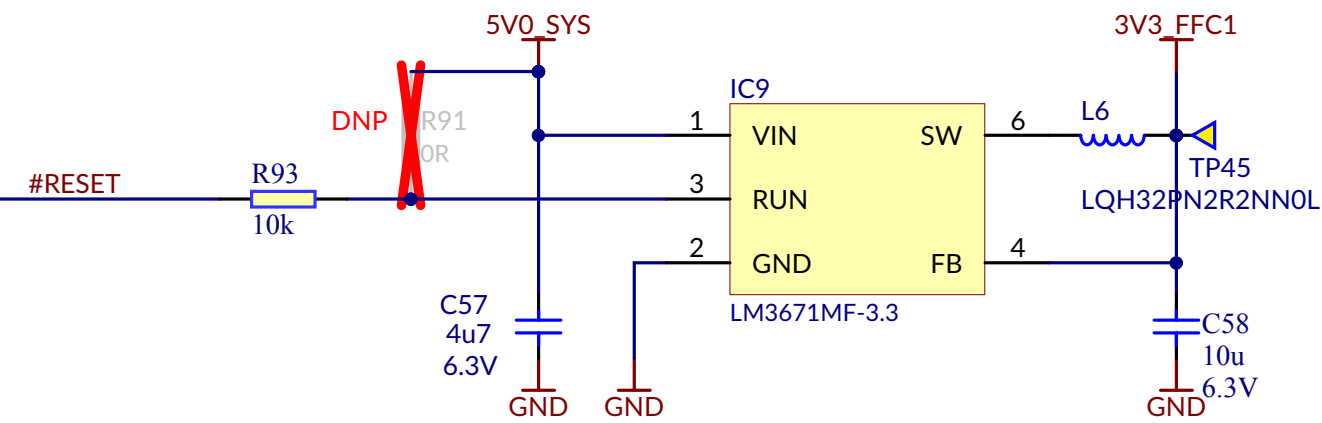 5V0_SYS
3V3_FFC1
IC9
DNP
R91
0R
1
VIN
SW
6
L6
TP45
#RESET
R93
10k
3
RUN
LQH32PN2R2NN0L
2
GND
FB
4
C57
4u7
6.3V
LM3671MF-3.3
C58
10u
6.3V
GND
GND
GND